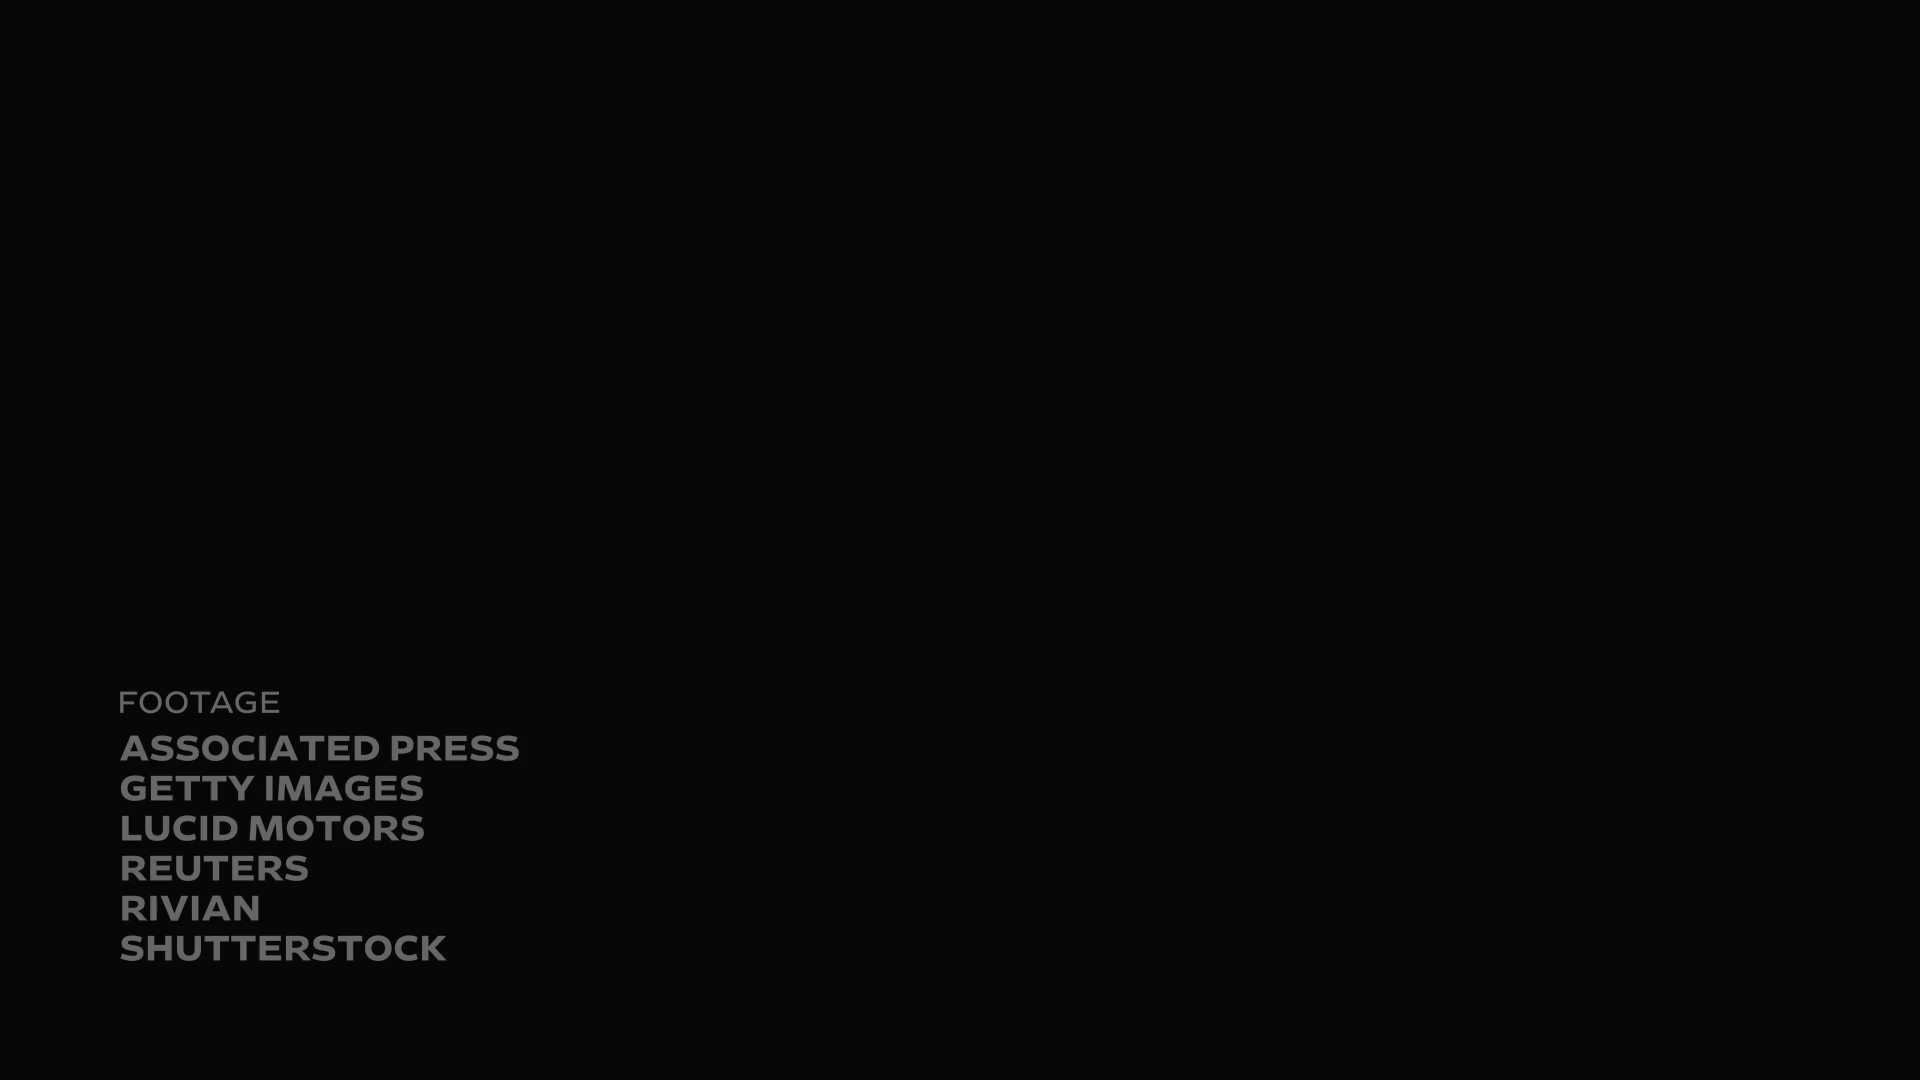 FOOTAGE
ASSOCIATED PRESS
GETTY IMAGES
LUCID MOTORS
REUTERS
RIVIAN
SHUTTERSTOCK